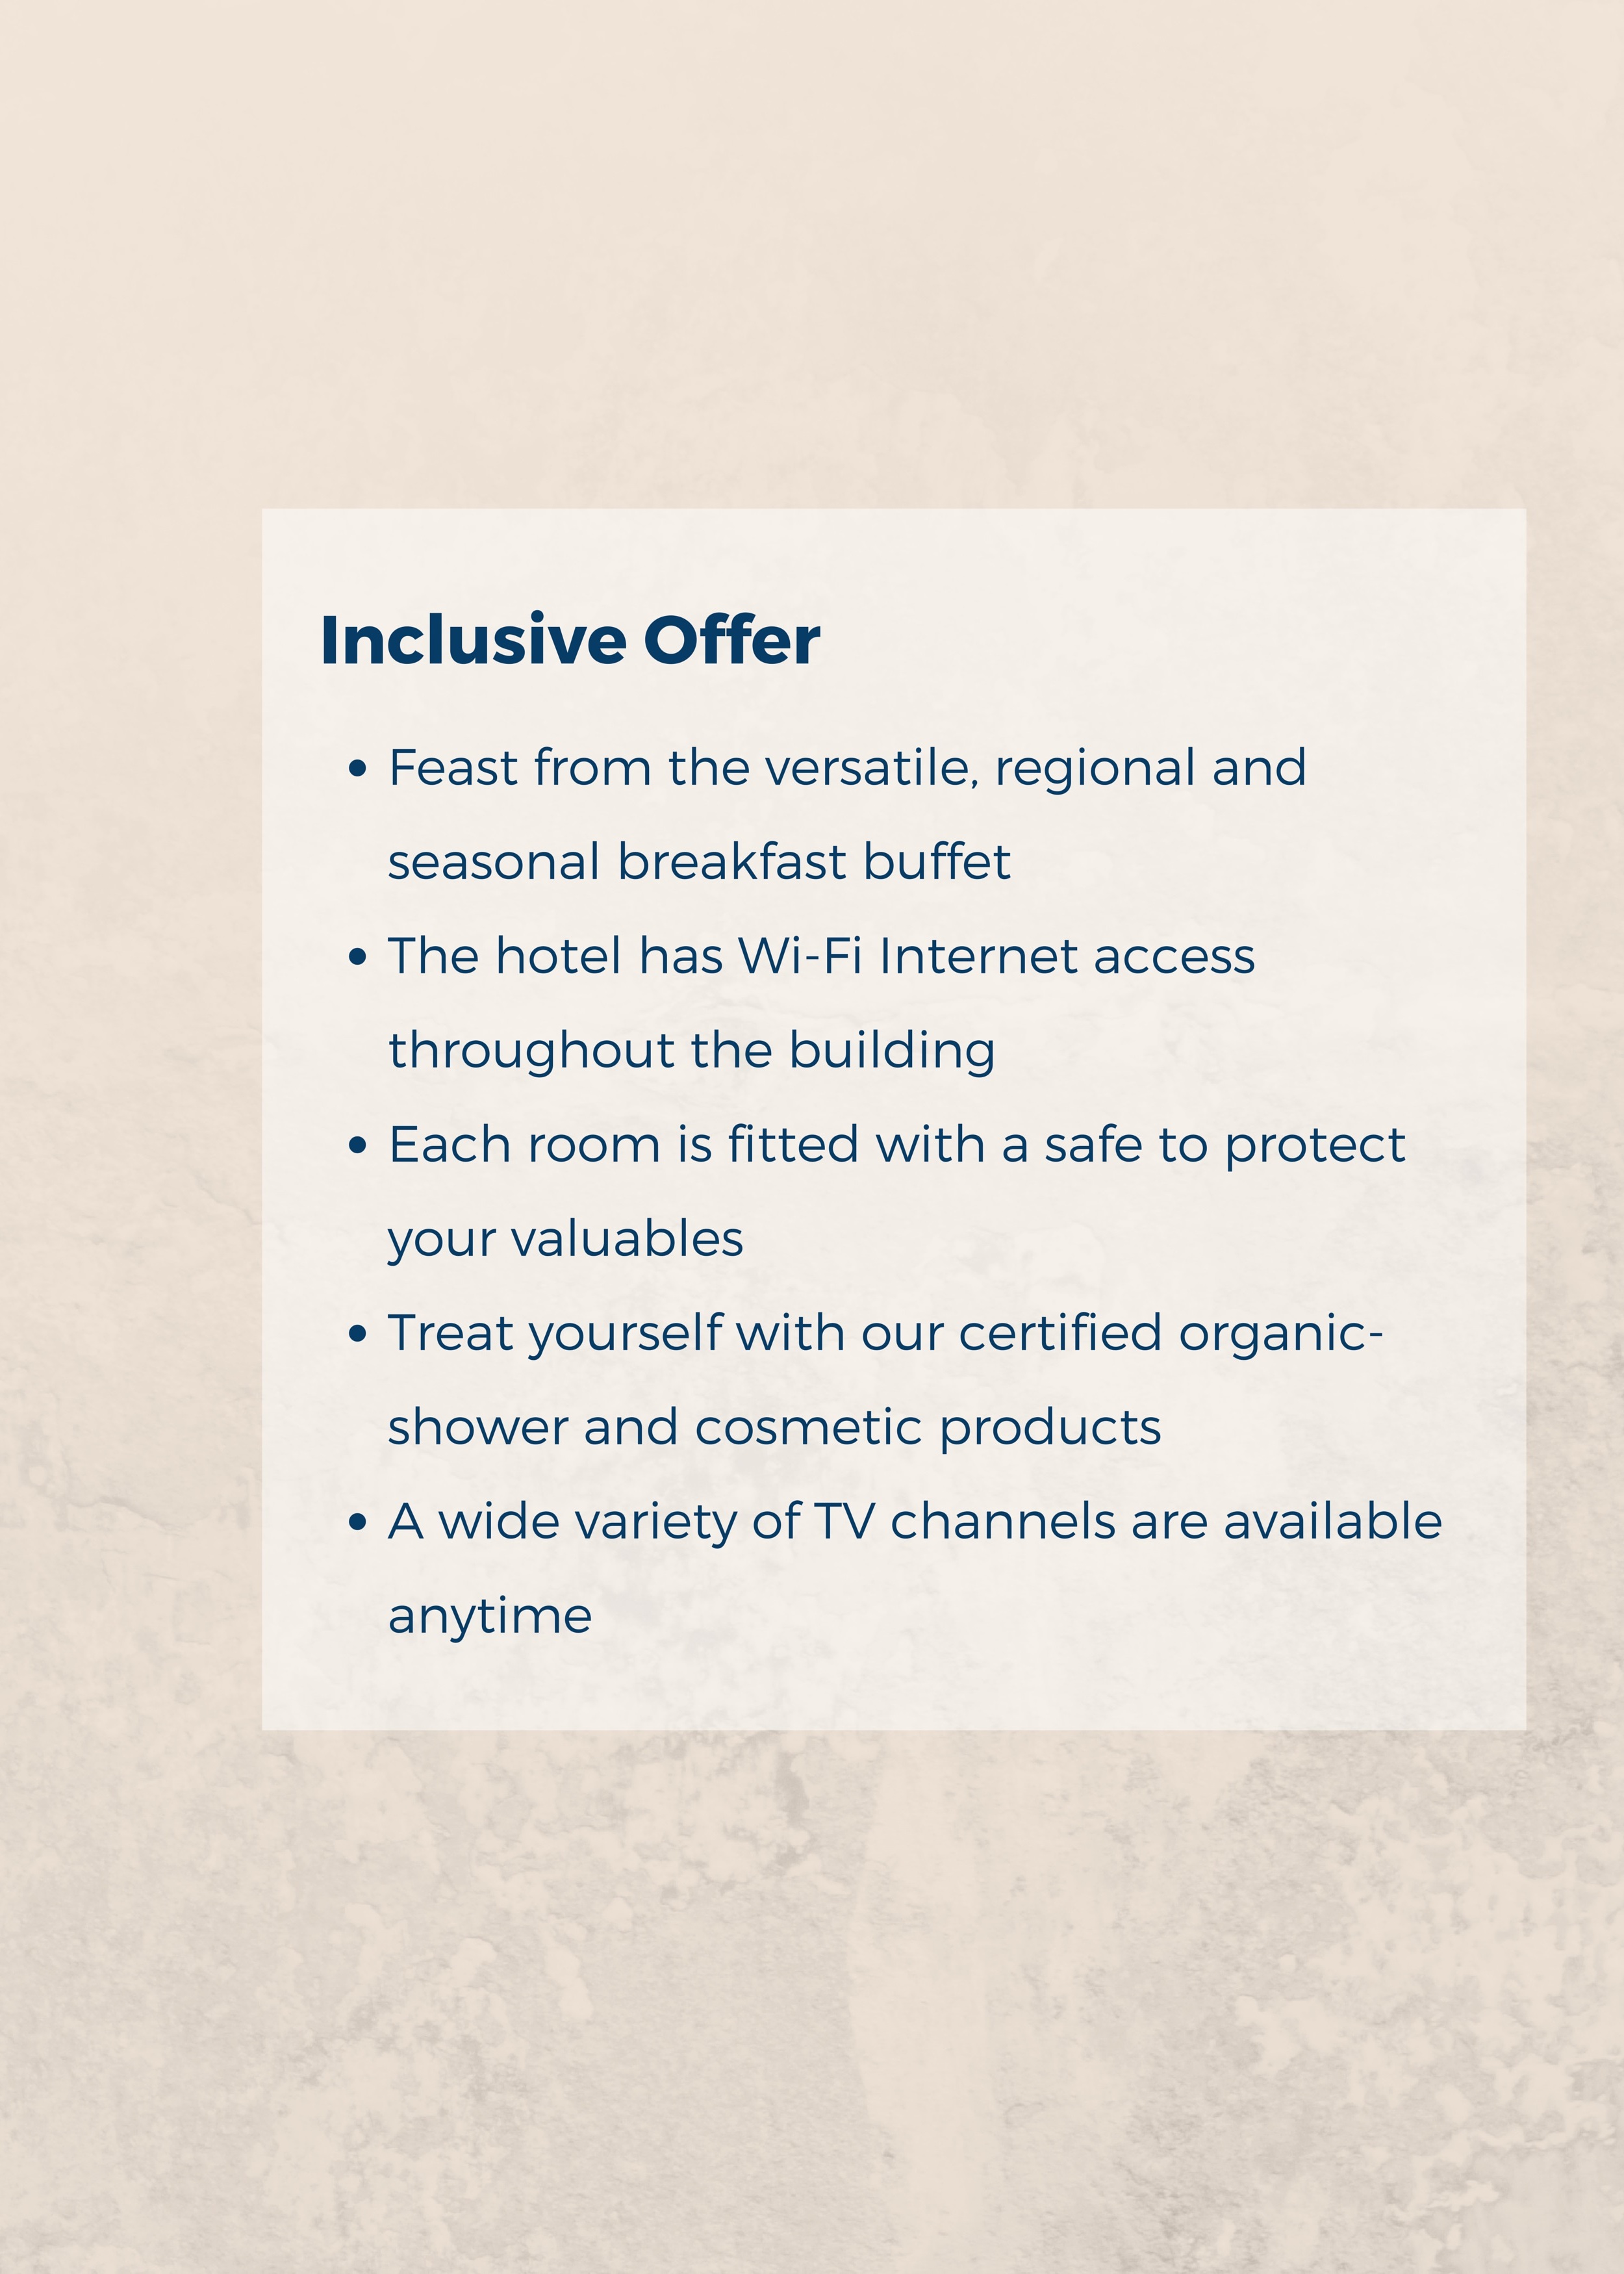 Inclusive Offer
• Feast from the versatile, regional and
seasonal breakfast buffet
• The hotel has Wi-Fi Internet access
throughout the building
• Each room is fitted with a safe to protect
your valuables
• Treat yourself with our certified organic-
shower and cosmetic products
• A wide variety of TV channels are available
anytime